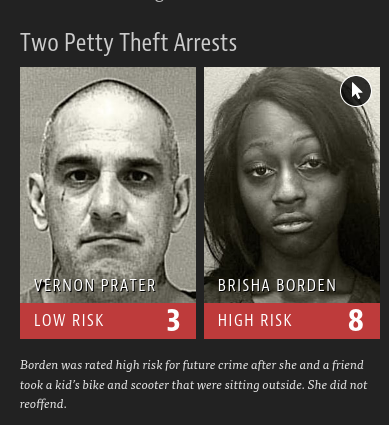 Two Petty Theft Arrests
VERNON PRATER
LOW RISK 3
BRISHA BORDEN
HIGH RISK 8
Borden was rated high risk for future crime after she and a friend
took a kid's bike and scooter that were sitting outside. She did not
reoffend.